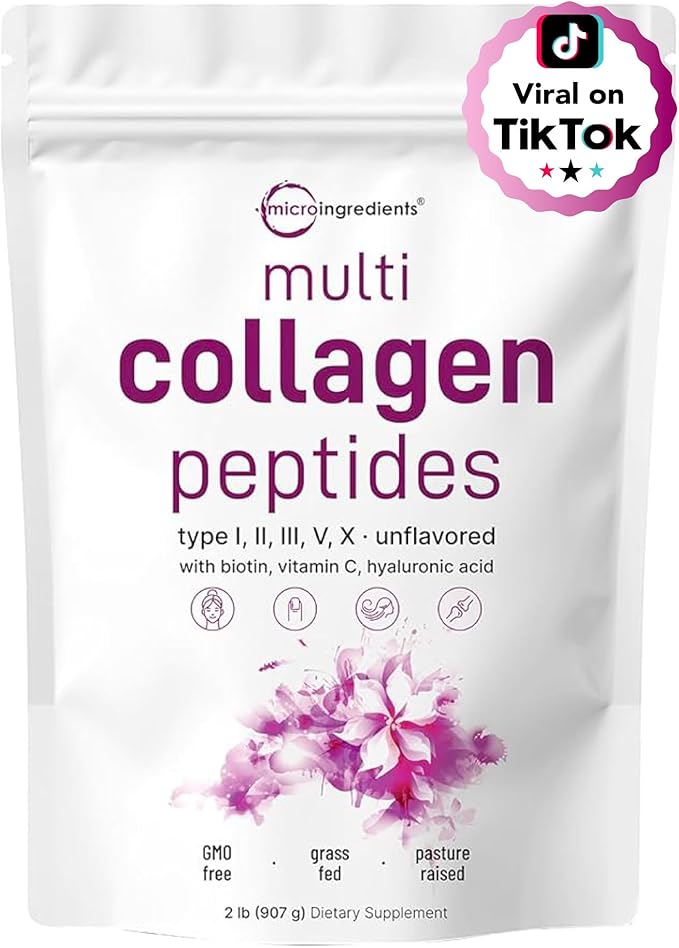 Viral on
TikTok
microingredients®
multi
collagen
peptides
type I, II, III, V, X · unflavored
with biotin, vitamin C, hyaluronic acid
GMO free · grass fed · pasture raised
2 lb (907 g) Dietary Supplement